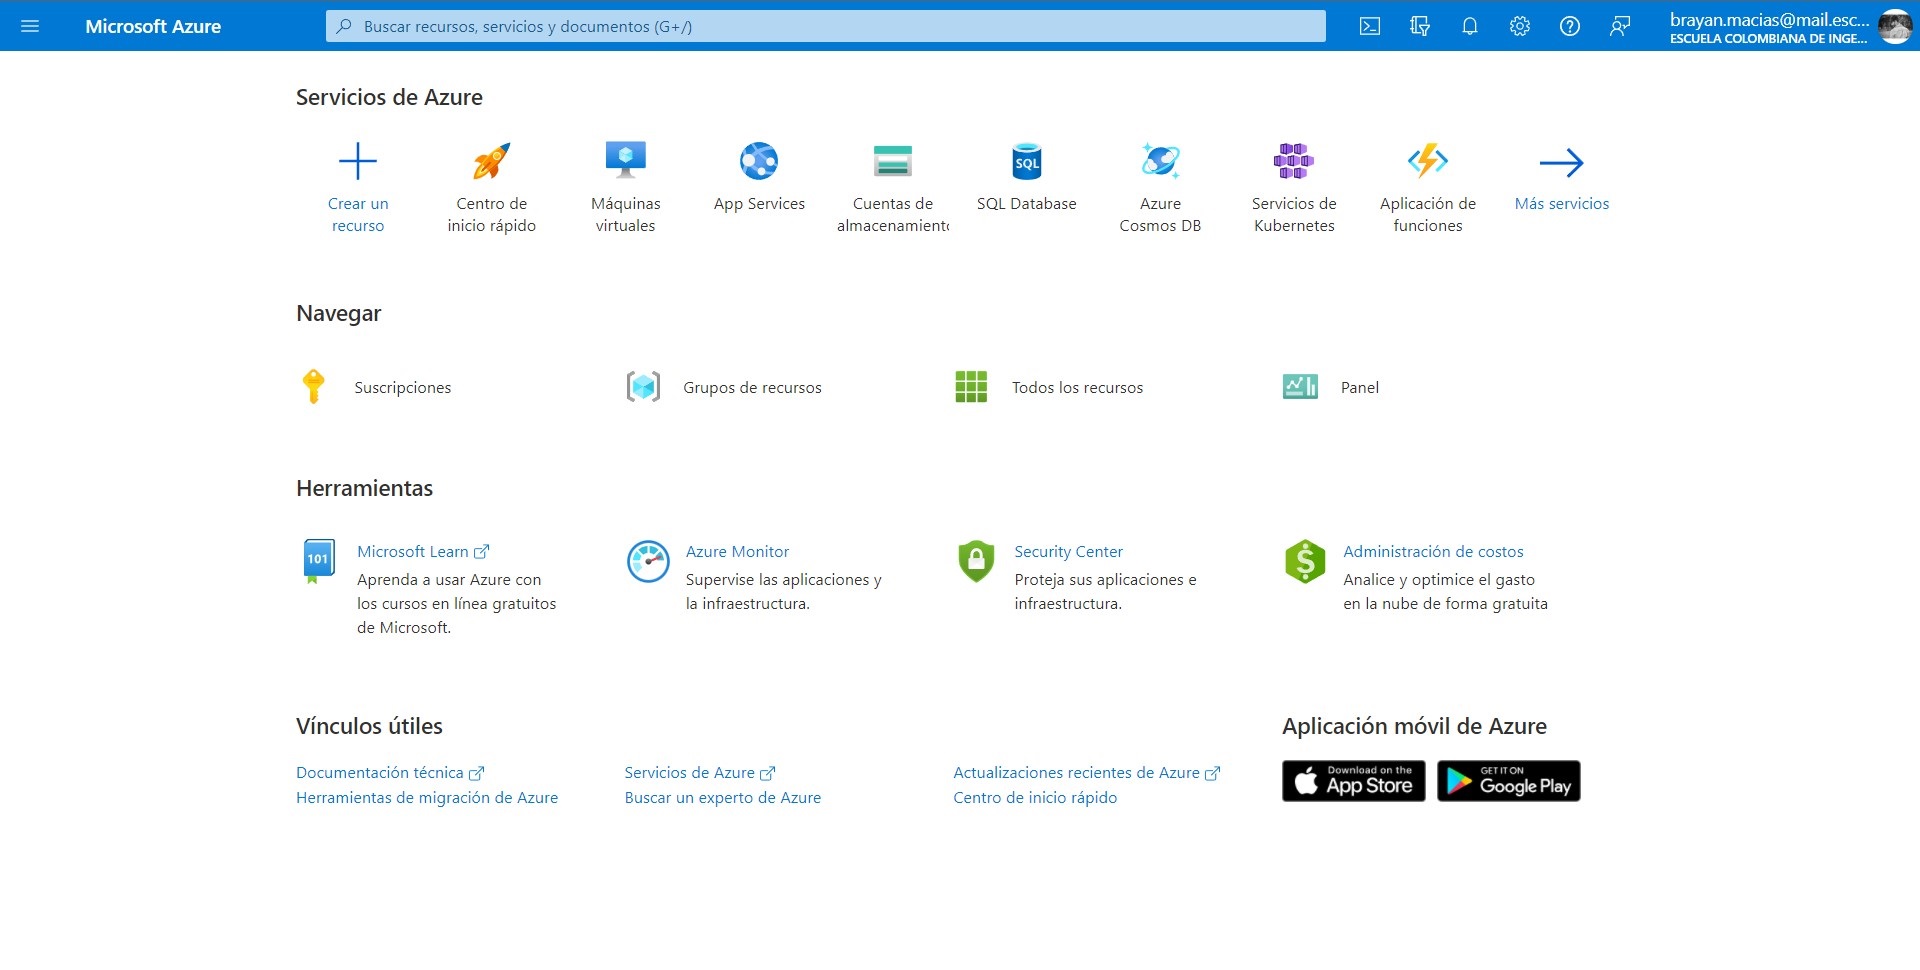 Microsoft Azure
Buscar recursos, servicios y documentos (G+/)
brayan.macias@mail.esc...
ESCUELA COLOMBIANA DE INGE...
Servicios de Azure
Crear un
recurso
Centro de
inicio rápido
Máquinas
virtuales
App Services
Cuentas de
almacenamiento
SQL
SQL Database
Azure
Cosmos DB
Servicios de
Kubernetes
Aplicación de
funciones
Más servicios
Navegar
Suscripciones
Grupos de recursos
Todos los recursos
Panel
Herramientas
101
Microsoft Learn
Aprenda a usar Azure con
los cursos en línea gratuitos
de Microsoft.
Azure Monitor
Supervise las aplicaciones y
la infraestructura.
Security Center
Proteja sus aplicaciones e
infraestructura.
$
Administración de costos
Analice y optimice el gasto
en la nube de forma gratuita
Vínculos útiles
Documentación técnica
Herramientas de migración de Azure
Servicios de Azure
Buscar un experto de Azure
Actualizaciones recientes de Azure
Centro de inicio rápido
Aplicación móvil de Azure
Download on the
App Store
GET IT ON
Google Play